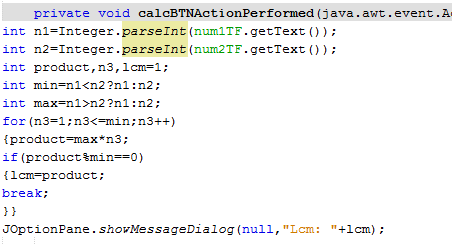 private void calcBTNActionPerformed(java.awt.event.Ac
int n1=Integer.parseInt(num1TF.getText());
int n2=Integer.parseInt(num2TF.getText());
int product,n3,lcm=1;
int min=n1<n2?n1:n2;
int max=n1>n2?n1:n2;
for(n3=1;n3<=min;n3++)
{product=max*n3;
if(product%min==0)
{lcm=product;
break;
}}
JOptionPane.showMessageDialog(null,"Lcm: "+lcm);